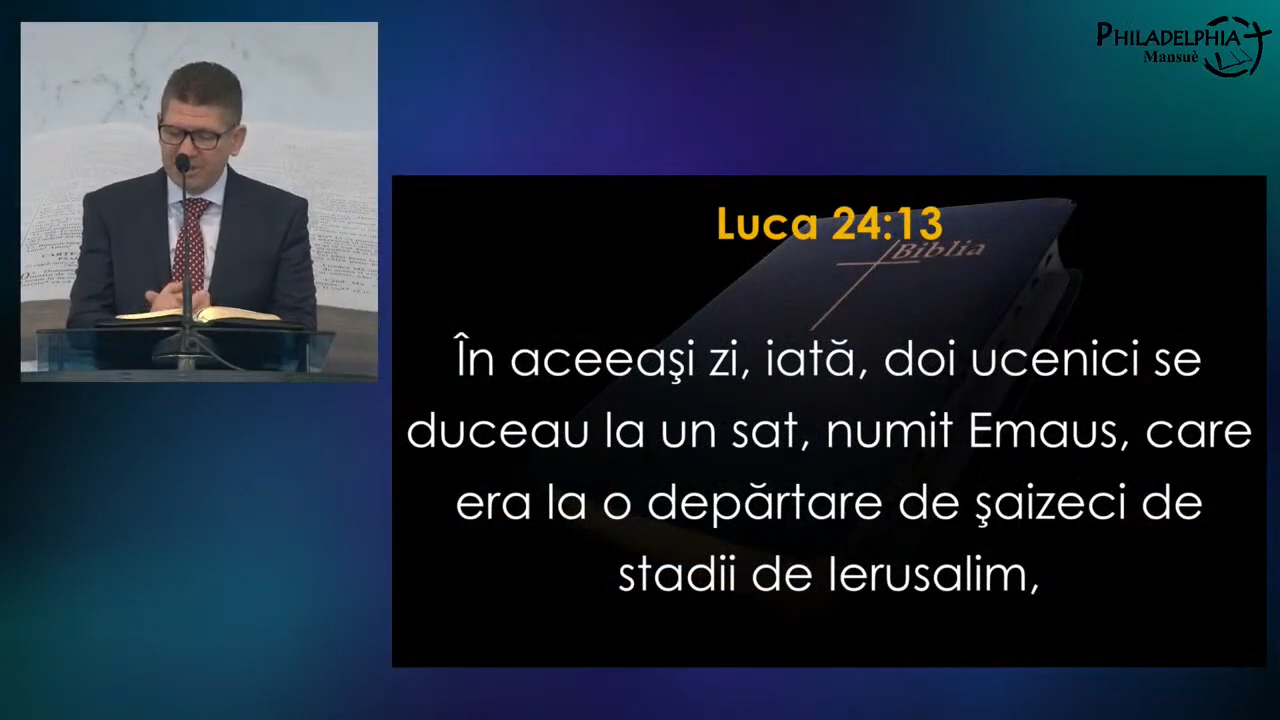 PHILADELPHIA
Mansuè
Luca 24:13
Biblia
În aceeaşi zi, iată, doi ucenici se
duceau la un sat, numit Emaus, care
era la o depărtare de şaizeci de
stadii de Ierusalim,